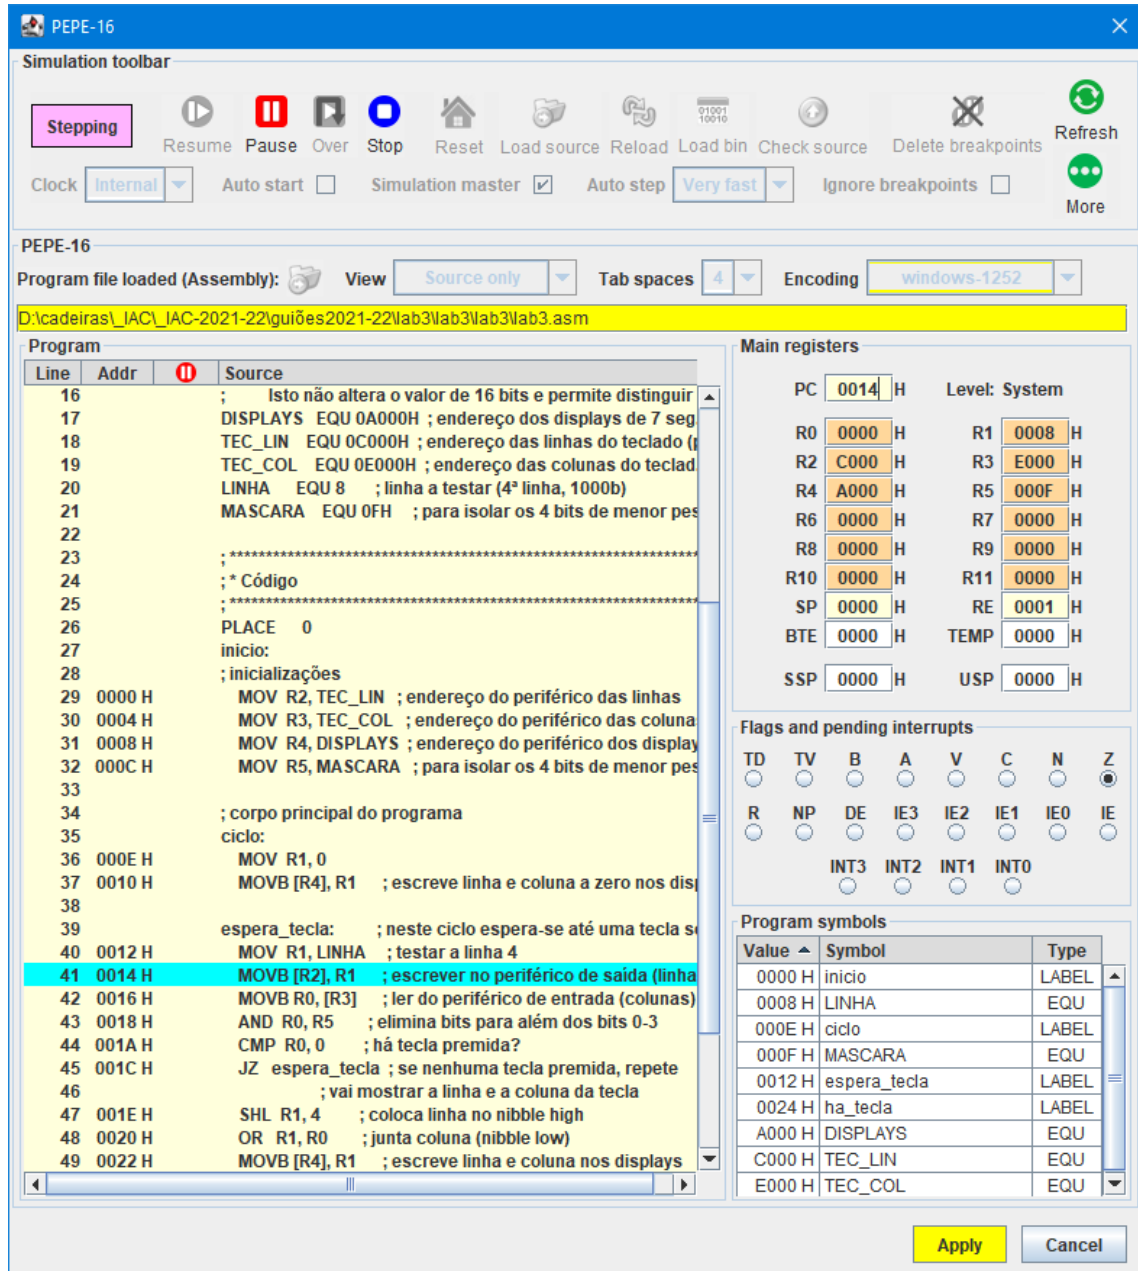 PEPE-16
Simulation toolbar
Stepping
Resume Pause Over Stop Reset Load source Reload Load bin Check source Delete breakpoints Refresh
Clock Internal Auto start Simulation master Auto step Very fast Ignore breakpoints More
PEPE-16
Program file loaded (Assembly): View Source only Tab spaces 4 Encoding windows-1252
D:\cadeiras\_IAC\_IAC-2021-22\guiões2021-22\lab3\lab3\lab3\lab3.asm
Program
Line Addr Source
16 ; Isto não altera o valor de 16 bits e permite distinguir
17 DISPLAYS EQU 0A000H ; endereço dos displays de 7 seg.
18 TEC_LIN EQU 0C000H ; endereço das linhas do teclado (p
19 TEC_COL EQU 0E000H ; endereço das colunas do teclad
20 LINHA EQU 8 ; linha a testar (4ª linha, 1000b)
21 MASCARA EQU 0FH ; para isolar os 4 bits de menor pes
22
23 ; **********************************************************************
24 ; * Código
25 ; **********************************************************************
26 PLACE 0
27 inicio:
28 ; inicializações
29 0000 H MOV R2, TEC_LIN ; endereço do periférico das linhas
30 0004 H MOV R3, TEC_COL ; endereço do periférico das coluna
31 0008 H MOV R4, DISPLAYS ; endereço do periférico dos display
32 000C H MOV R5, MASCARA ; para isolar os 4 bits de menor pes
33
34 ; corpo principal do programa
35 ciclo:
36 000E H MOV R1, 0
37 0010 H MOVB [R4], R1 ; escreve linha e coluna a zero nos disp
38
39 espera_tecla: ; neste ciclo espera-se até uma tecla s
40 0012 H MOV R1, LINHA ; testar a linha 4
41 0014 H MOVB [R2], R1 ; escrever no periférico de saída (linha
42 0016 H MOVB R0, [R3] ; ler do periférico de entrada (colunas)
43 0018 H AND R0, R5 ; elimina bits para além dos bits 0-3
44 001A H CMP R0, 0 ; há tecla premida?
45 001C H JZ espera_tecla ; se nenhuma tecla premida, repete
46 ; vai mostrar a linha e a coluna da tecla
47 001E H SHL R1, 4 ; coloca linha no nibble high
48 0020 H OR R1, R0 ; junta coluna (nibble low)
49 0022 H MOVB [R4], R1 ; escreve linha e coluna nos displays
Main registers
PC 0014 H Level: System
R0 0000 H R1 0008 H
R2 C000 H R3 E000 H
R4 A000 H R5 000F H
R6 0000 H R7 0000 H
R8 0000 H R9 0000 H
R10 0000 H R11 0000 H
SP 0000 H RE 0001 H
BTE 0000 H TEMP 0000 H
SSP 0000 H USP 0000 H
Flags and pending interrupts
TD TV B A V C N Z
R NP DE IE3 IE2 IE1 IE0 IE
INT3 INT2 INT1 INT0
Program symbols
Value Symbol Type
0000 H inicio LABEL
0008 H LINHA EQU
000E H ciclo LABEL
000F H MASCARA EQU
0012 H espera_tecla LABEL
0024 H ha_tecla LABEL
A000 H DISPLAYS EQU
C000 H TEC_LIN EQU
E000 H TEC_COL EQU
Apply Cancel